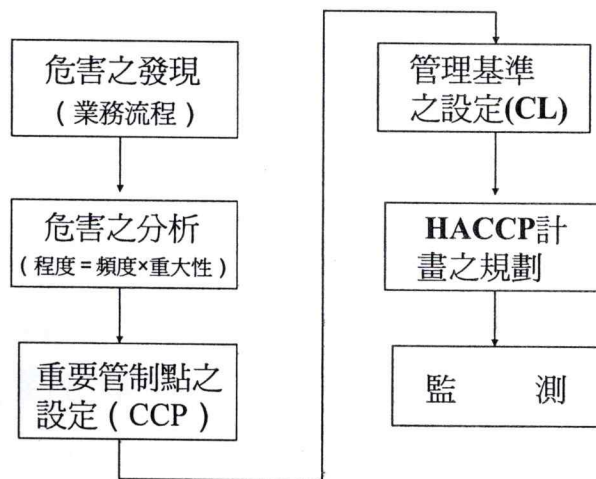 危害之發現
(業務流程)
危害之分析
(程度=頻度×重大性)
重要管制點之
設定(CCP)
管理基準
之設定(CL)
HACCP計
畫之規劃
監 測